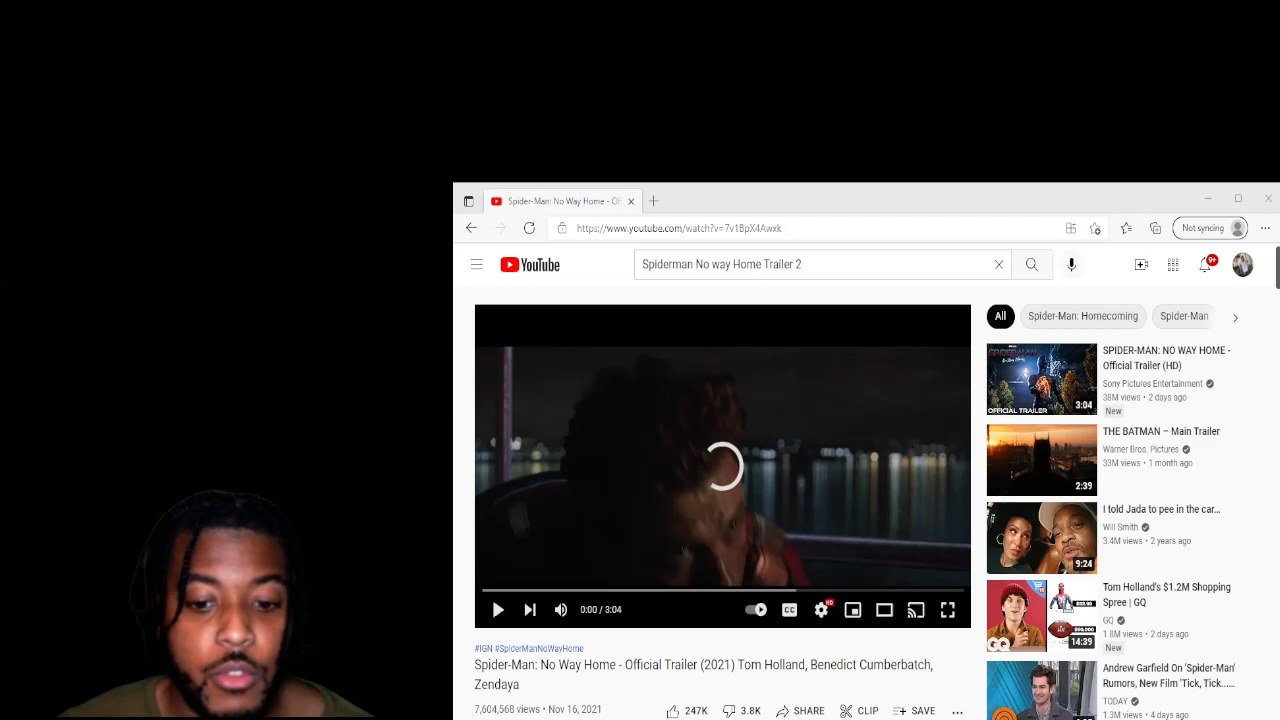 Spider-Man: No Way Home - Of
https://www.youtube.com/watch?v=7v1BpX4Awxk
Not syncing
YouTube
Spiderman No way Home Trailer 2
9+
All
Spider-Man: Homecoming
Spider-Man
SPIDER-MAN: NO WAY HOME -
Official Trailer (HD)
Sony Pictures Entertainment
38M views • 2 days ago
New
OFFICIAL TRAILER
3:04
THE BATMAN – Main Trailer
Warner Bros. Pictures
33M views • 1 month ago
2:39
I told Jada to pee in the car...
Will Smith
3.4M views • 2 years ago
9:24
Tom Holland's $1.2M Shopping
Spree | GQ
GQ
1.8M views • 2 days ago
New
GQ
14:39
Andrew Garfield On 'Spider-Man'
Rumors, New Film 'Tick, Tick......
TODAY
1.3M views • 4 days ago
0:00 / 3:04
CC
HD
#IGN #SpiderManNoWayHome
Spider-Man: No Way Home - Official Trailer (2021) Tom Holland, Benedict Cumberbatch,
Zendaya
7,604,568 views • Nov 16, 2021
247K
3.8K
SHARE
CLIP
SAVE